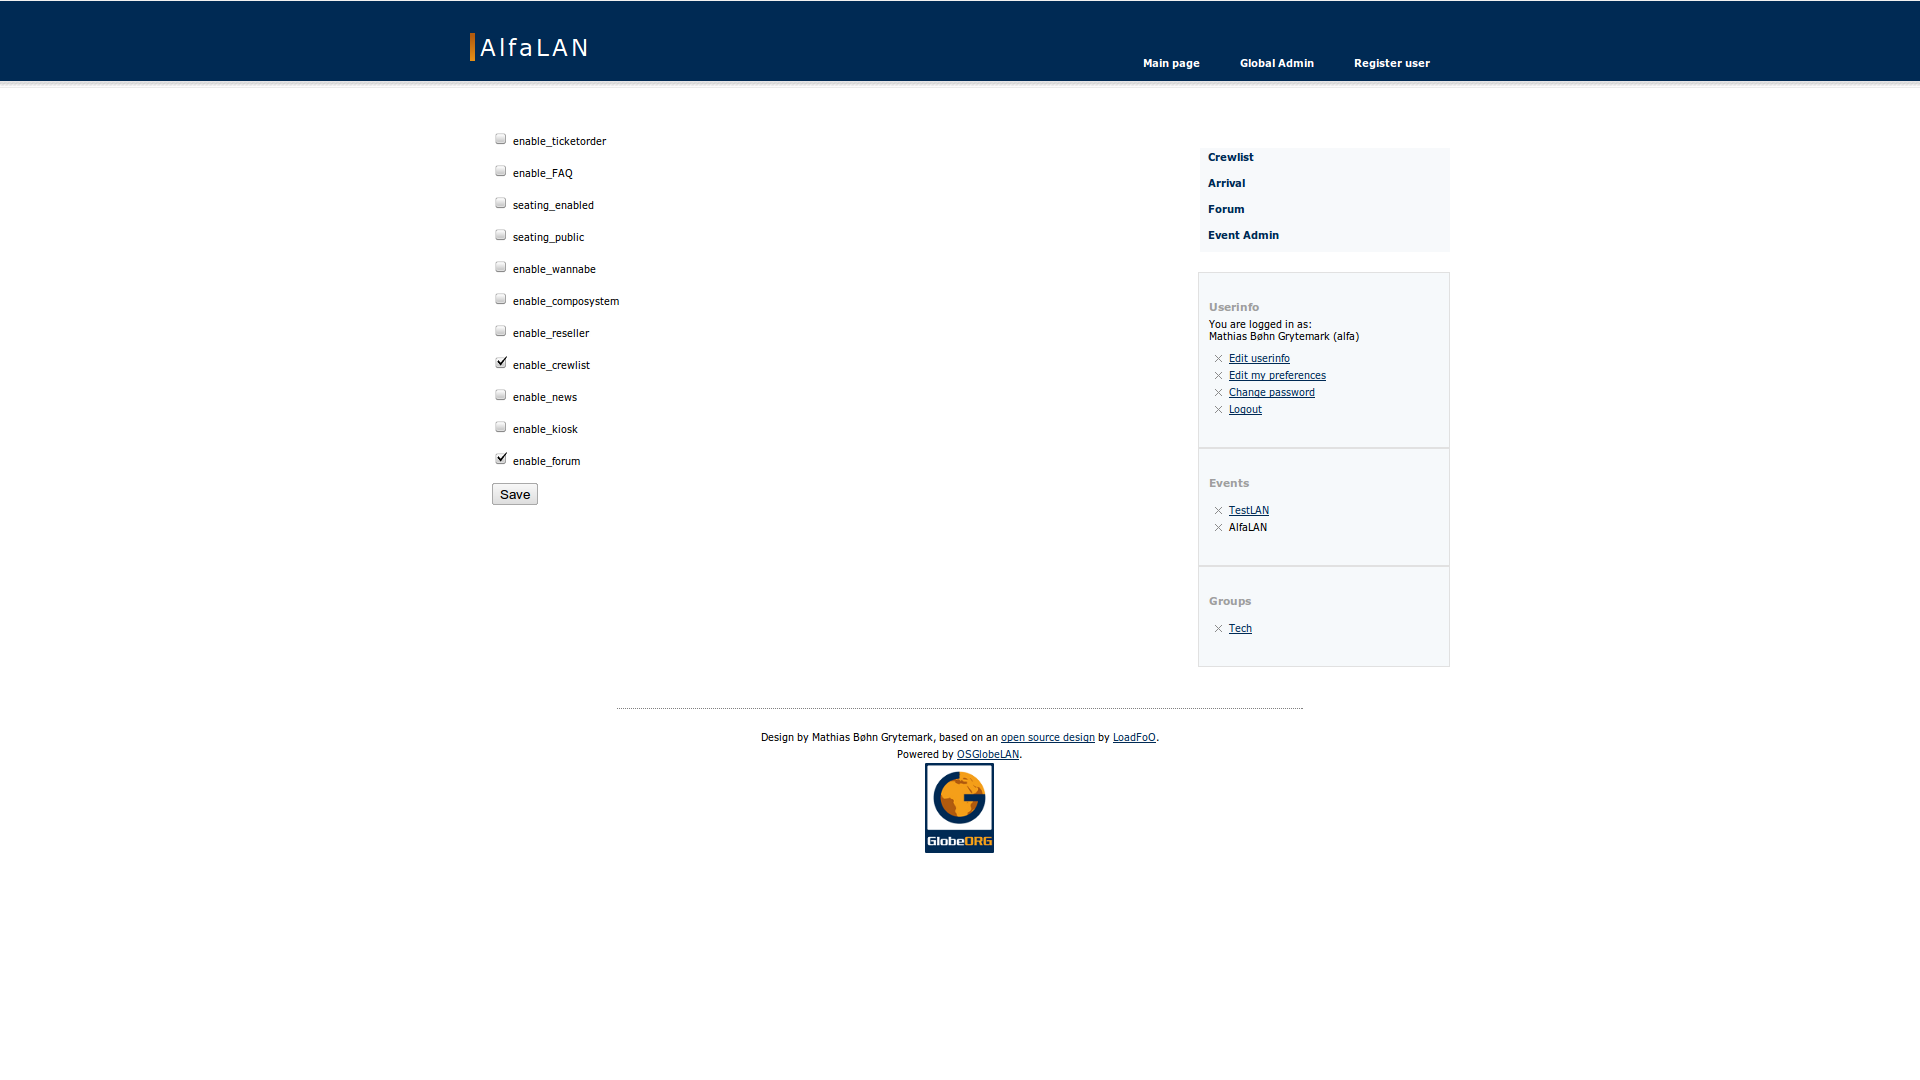 AlfaLAN
Main page
Global Admin
Register user
enable_ticketorder
enable_FAQ
seating_enabled
seating_public
enable_wannabe
enable_composystem
enable_reseller
enable_crewlist
enable_news
enable_kiosk
enable_forum
Save
Crewlist
Arrival
Forum
Event Admin
Userinfo
You are logged in as:
Mathias Bøhn Grytemark (alfa)
Edit userinfo
Edit my preferences
Change password
Logout
Events
TestLAN
AlfaLAN
Groups
Tech
Design by Mathias Bøhn Grytemark, based on an open source design by LoadFoO.
Powered by OSGlobeLAN.
GlobeORG